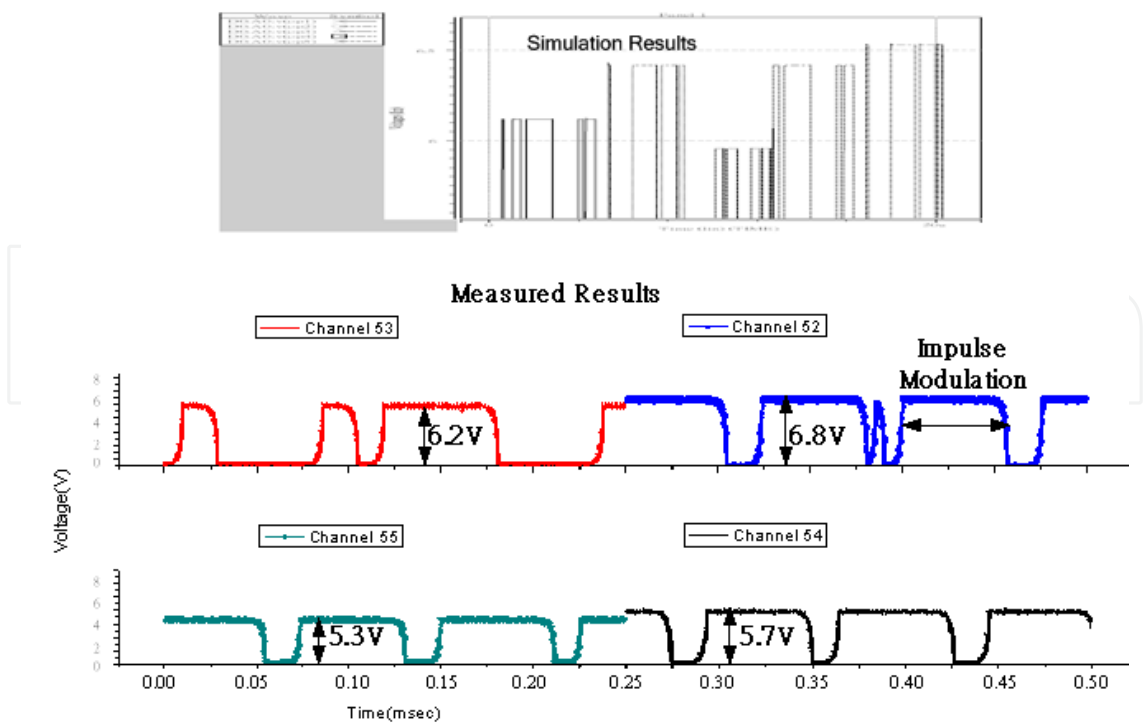 Simulation Results
Measured Results
Channel 53
Channel 52
Impulse
Modulation
8
6
4
2
0
6.2V
6.8V
Voltage(V)
Channel 55
Channel 54
8
6
4
2
0
5.3V
5.7V
0.00 0.05 0.10 0.15 0.20 0.25 0.30 0.35 0.40 0.45 0.50
Time(msec)